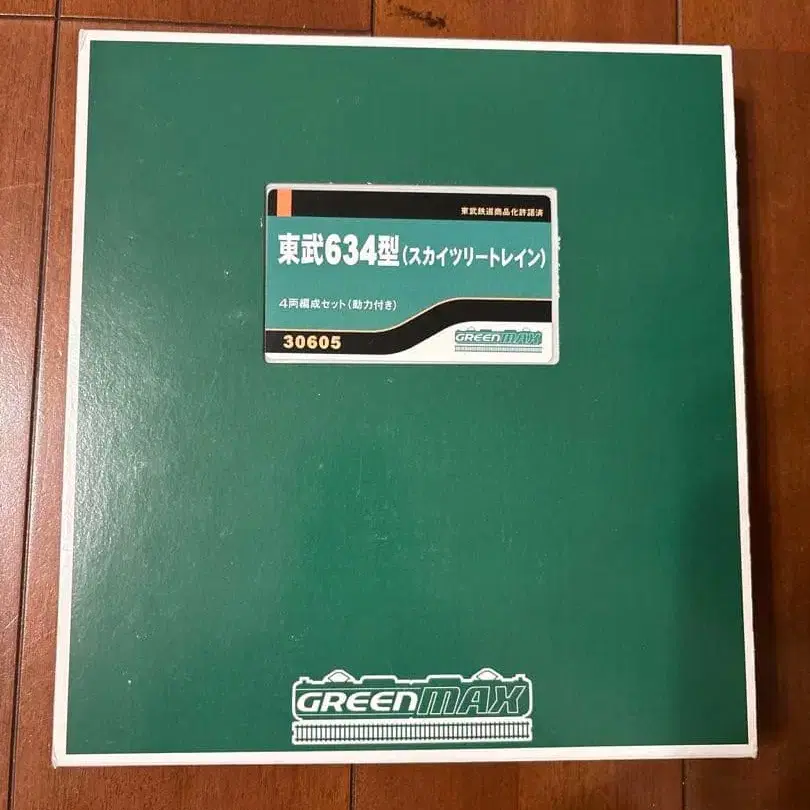 東武鉄道商品化許諾済
東武634型(スカイツリートレイン)
4両編成セット(動力付き)
30605
GREENMAX
GREENMAX